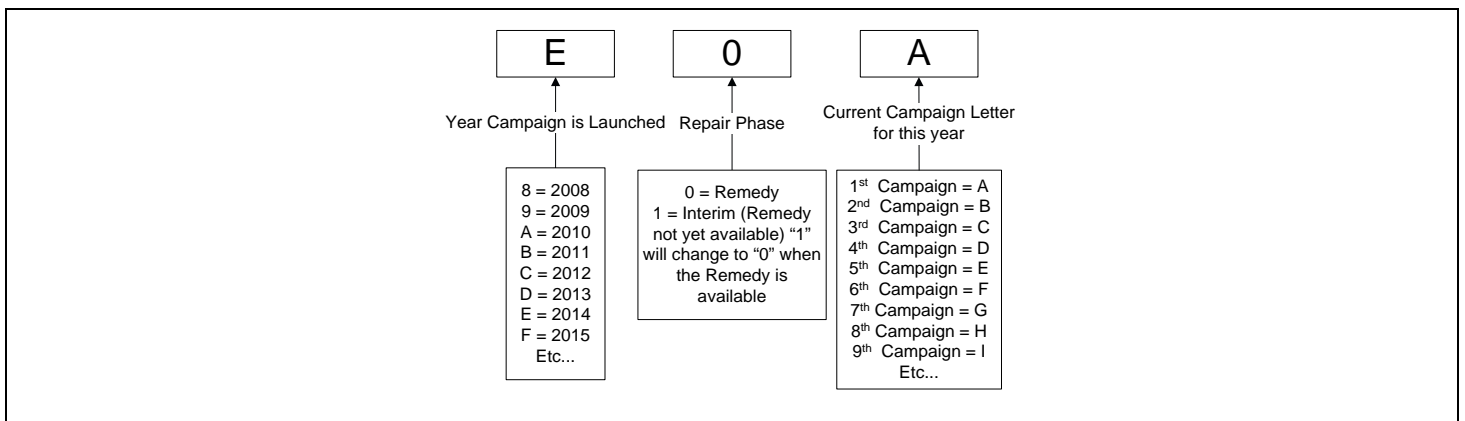 E
0
A
Year Campaign is Launched
Repair Phase
Current Campaign Letter
for this year
8 = 2008
9 = 2009
A = 2010
B = 2011
C = 2012
D = 2013
E = 2014
F = 2015
Etc...
0 = Remedy
1 = Interim (Remedy
not yet available) “1”
will change to “0” when
the Remedy is
available
1st Campaign = A
2nd Campaign = B
3rd Campaign = C
4th Campaign = D
5th Campaign = E
6th Campaign = F
7th Campaign = G
8th Campaign = H
9th Campaign = I
Etc...